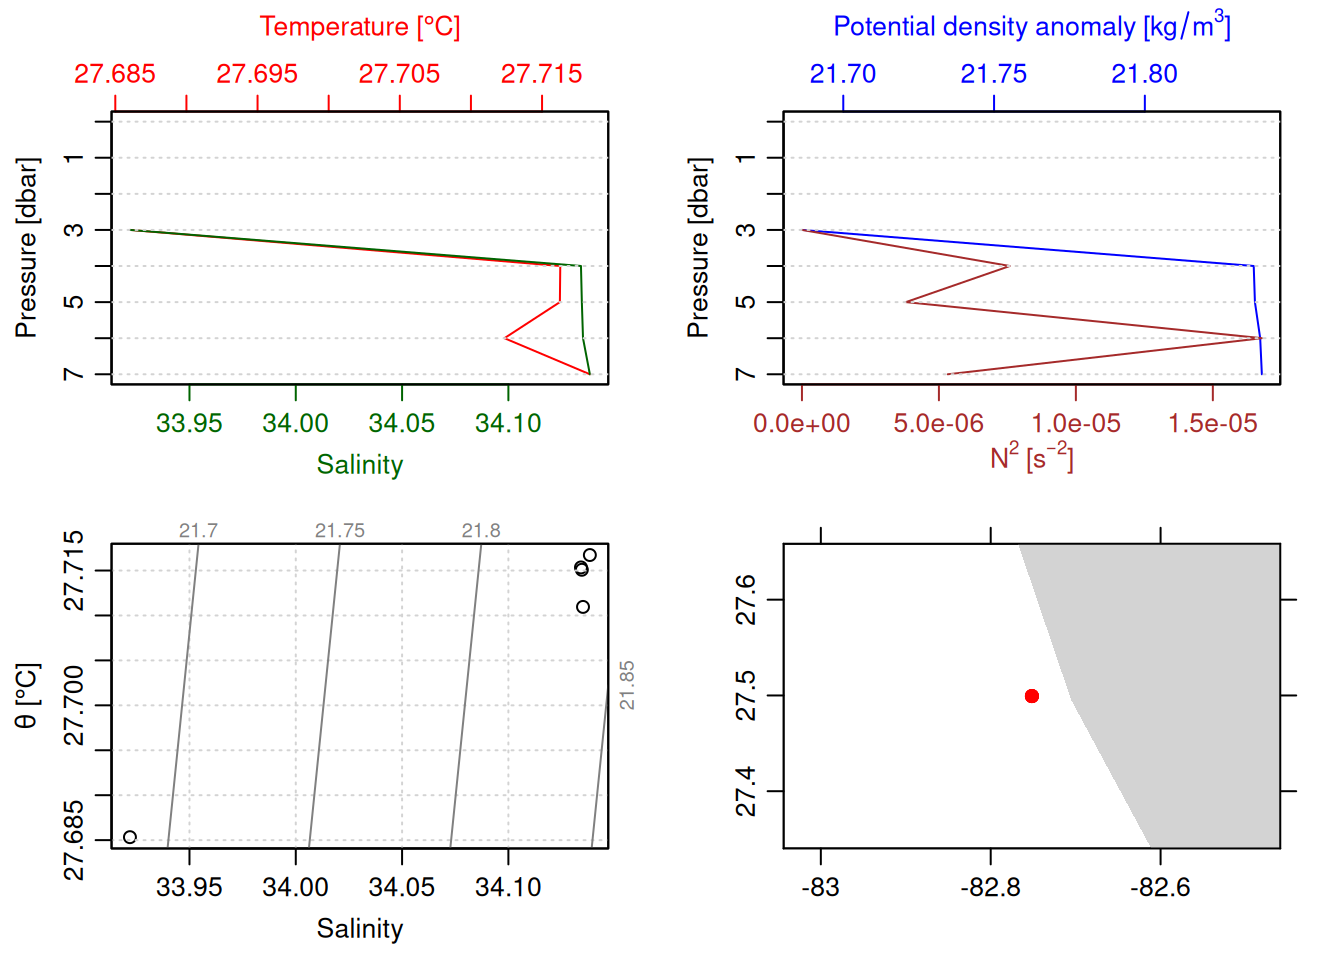 Temperature [°C]
27.685 27.695 27.705 27.715
Pressure [dbar]
1
3
5
7
33.95 34.00 34.05 34.10
Salinity
Potential density anomaly [kg/m³]
21.70 21.75 21.80
Pressure [dbar]
1
3
5
7
0.0e+00 5.0e-06 1.0e-05 1.5e-05
N² [s⁻²]
21.7 21.75 21.8
21.85
θ [°C]
27.715
27.700
27.685
33.95 34.00 34.05 34.10
Salinity
27.6
27.5
27.4
-83 -82.8 -82.6